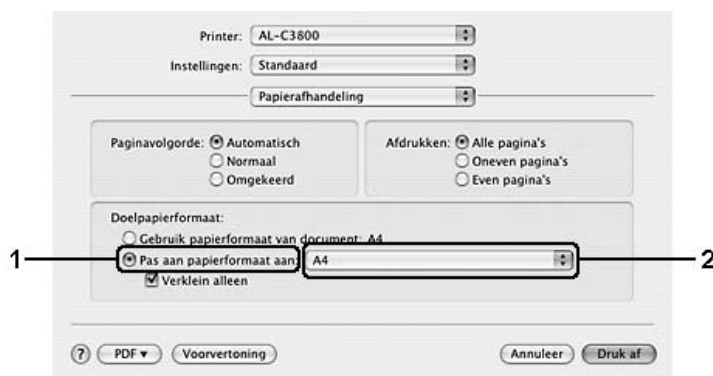 Printer: AL-C3800
Instellingen: Standaard
Papierafhandeling
Paginavolgorde: Automatisch Afdrukken: Alle pagina's
Normaal Oneven pagina's
Omgekeerd Even pagina's
Doelpapierformaat:
Gebruik papierformaat van document: A4
1 Pas aan papierformaat aan: A4 2
Verklein alleen
? PDF Voorvertoning Annuleer Druk af